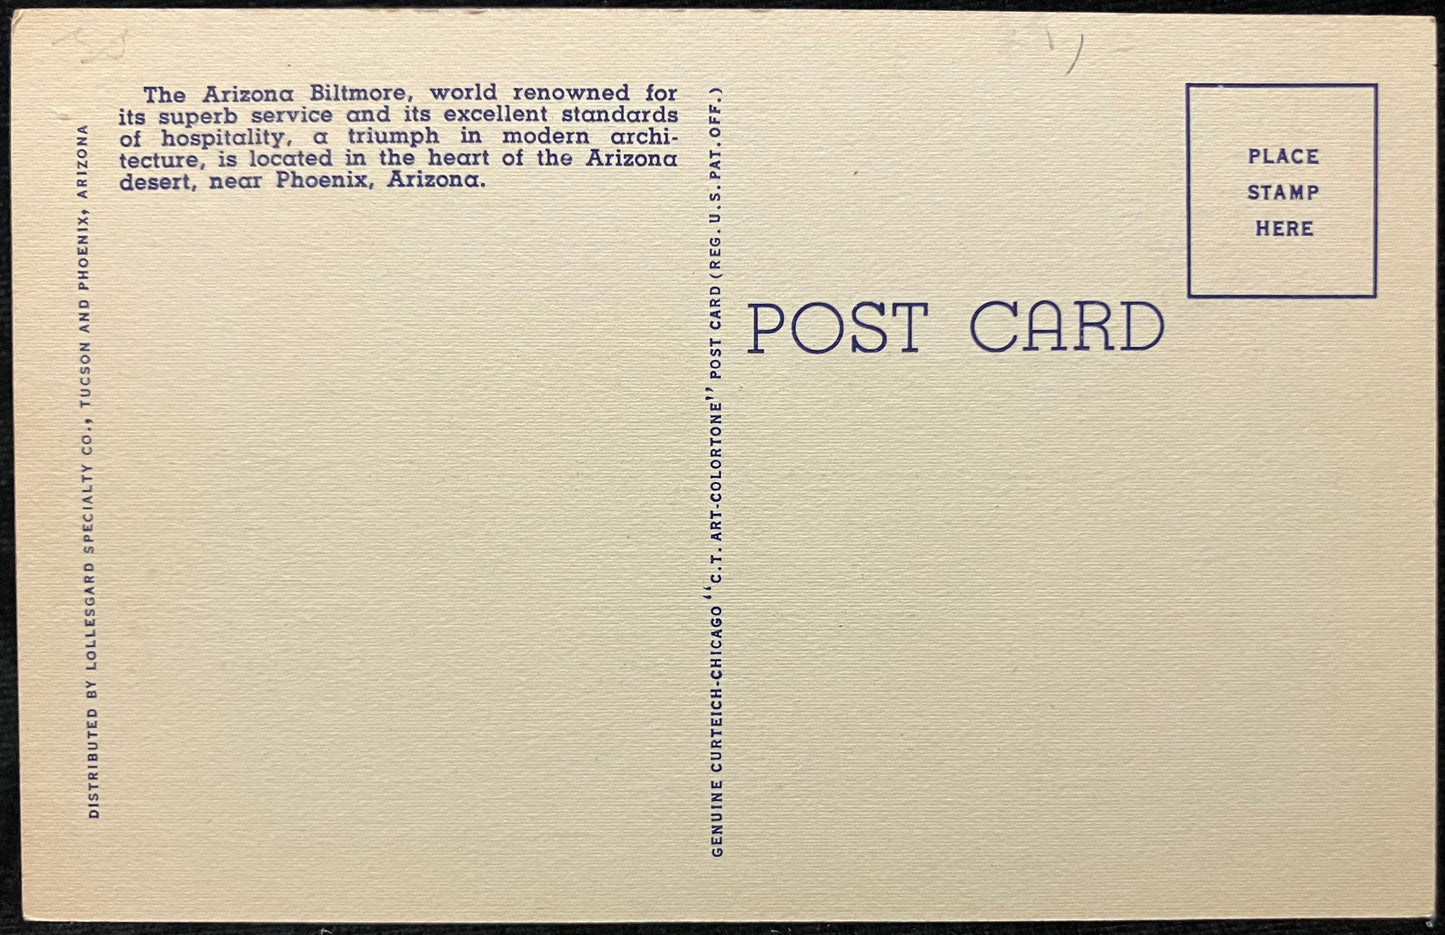 The Arizona Biltmore, world renowned for
its superb service and its excellent standards
of hospitality, a triumph in modern archi-
tecture, is located in the heart of the Arizona
desert, near Phoenix, Arizona.
DISTRIBUTED BY LOLLESGARD SPECIALTY CO., TUCSON AND PHOENIX, ARIZONA
GENUINE CURTEICH-CHICAGO "C.T. ART-COLORTONE" POST CARD (REG. U.S. PAT. OFF.)
POST CARD
PLACE
STAMP
HERE